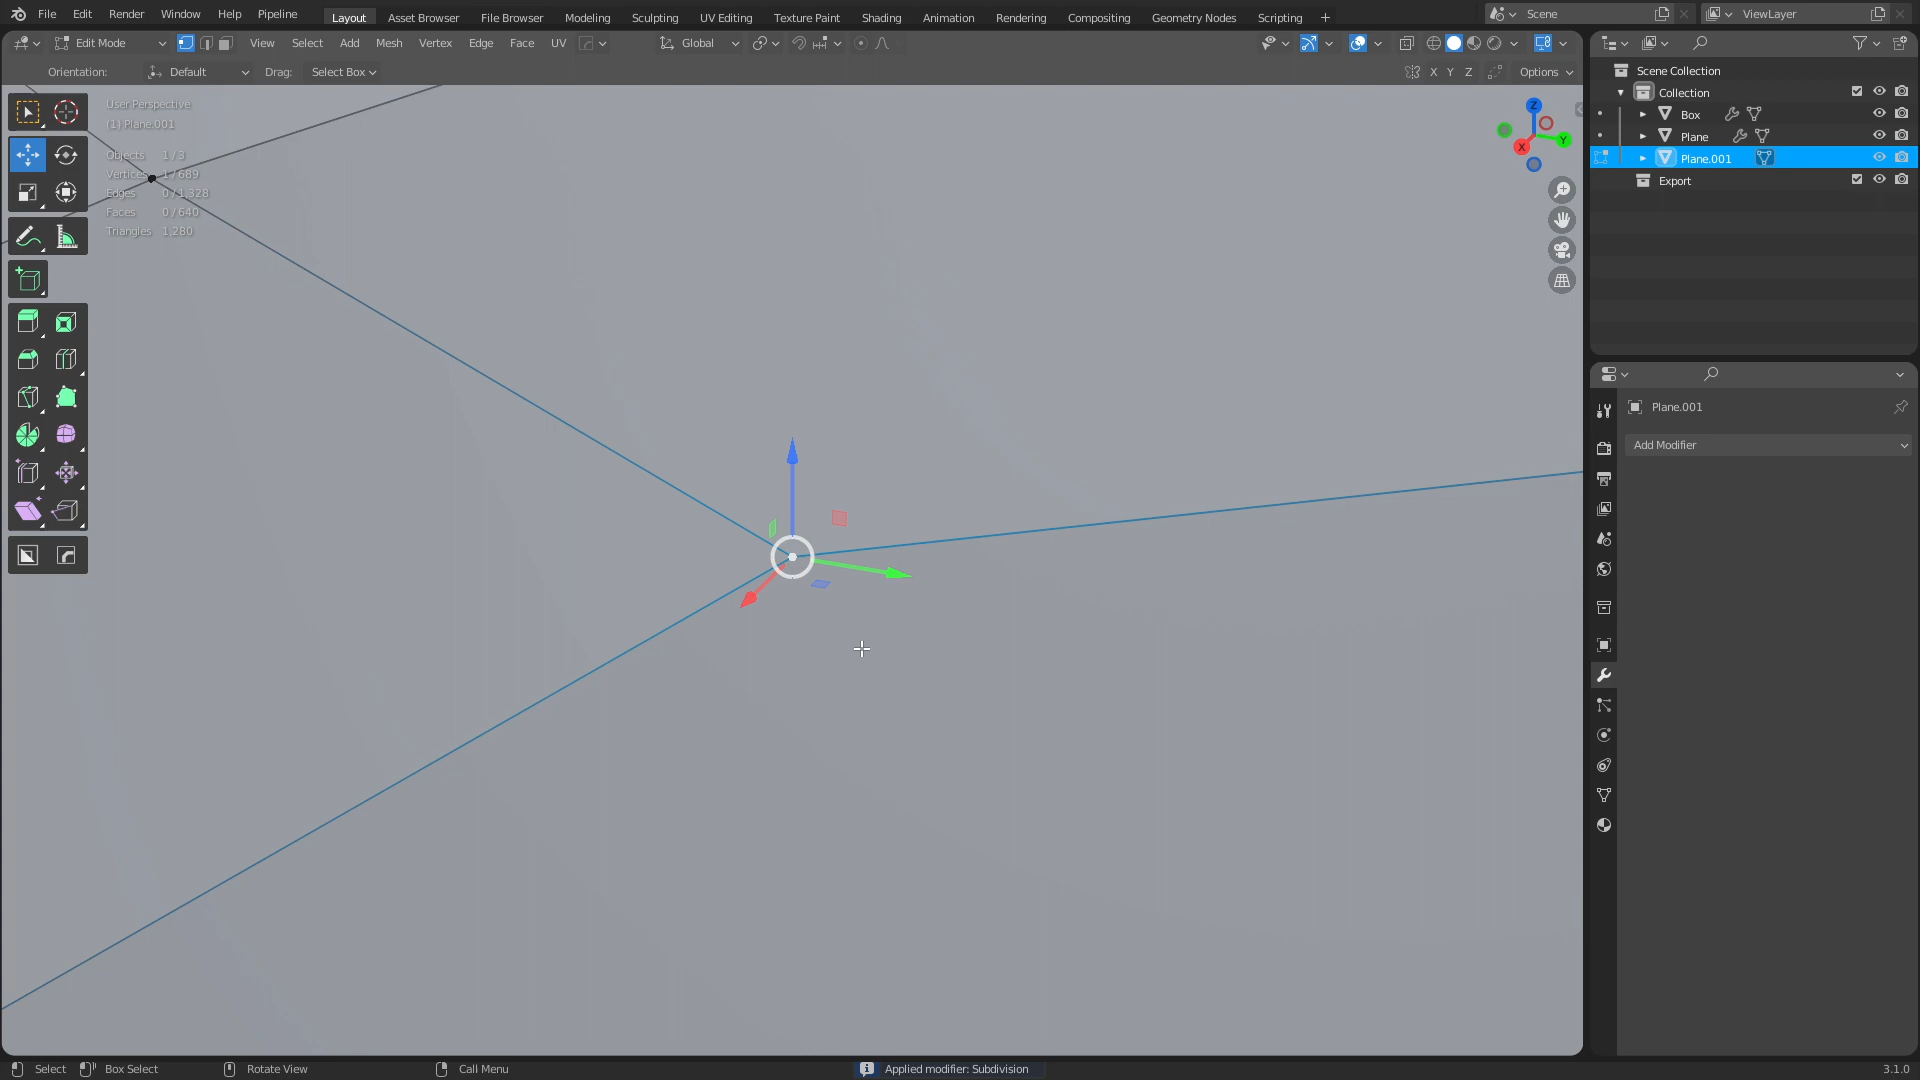 File Edit Render Window Help Pipeline Layout Asset Browser File Browser Modeling Sculpting UV Editing Texture Paint Shading Animation Rendering Compositing Geometry Nodes Scripting + Scene ViewLayer
Edit Mode View Select Add Mesh Vertex Edge Face UV Global
Orientation: Default Drag: Select Box X Y Z Options
User Perspective
(1) Plane.001
Objects 1/3
Vertices 1/689
Edges 0/1,328
Faces 0/640
Triangles 1,280
Z
Y
X
Scene Collection
Collection
Box
Plane
Plane.001
Export
Plane.001
Add Modifier
Select Box Select Rotate View Call Menu Applied modifier: Subdivision 3.1.0